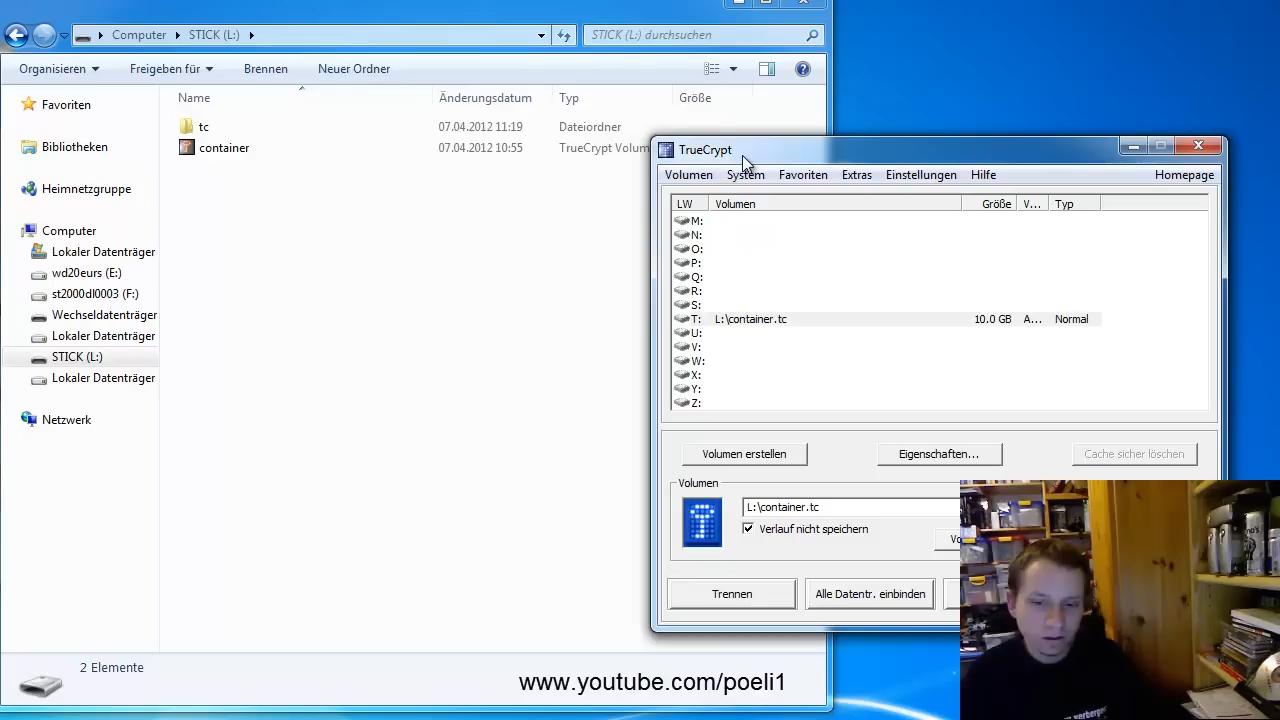 Computer
STICK (L:)
STICK (L:) durchsuchen
Organisieren
Freigeben für
Brennen
Neuer Ordner
Name
Änderungsdatum
Typ
Größe
Favoriten
Bibliotheken
Heimnetzgruppe
Computer
Lokaler Datenträger
wd20eurs (E:)
st2000dl0003 (F:)
Wechseldatenträger
Lokaler Datenträger
STICK (L:)
Lokaler Datenträger
Netzwerk
tc
07.04.2012 11:19
Dateiordner
container
07.04.2012 10:55
TrueCrypt Volum
2 Elemente
www.youtube.com/poeli1
TrueCrypt
Volumen
System
Favoriten
Extras
Einstellungen
Hilfe
Homepage
LW
Volumen
Größe
V...
Typ
M:
N:
O:
P:
Q:
R:
S:
T: L:\container.tc 10.0 GB A... Normal
U:
V:
W:
X:
Y:
Z:
Volumen erstellen
Eigenschaften...
Cache sicher löschen
Volumen
L:\container.tc
Verlauf nicht speichern
Trennen
Alle Datentr. einbinden